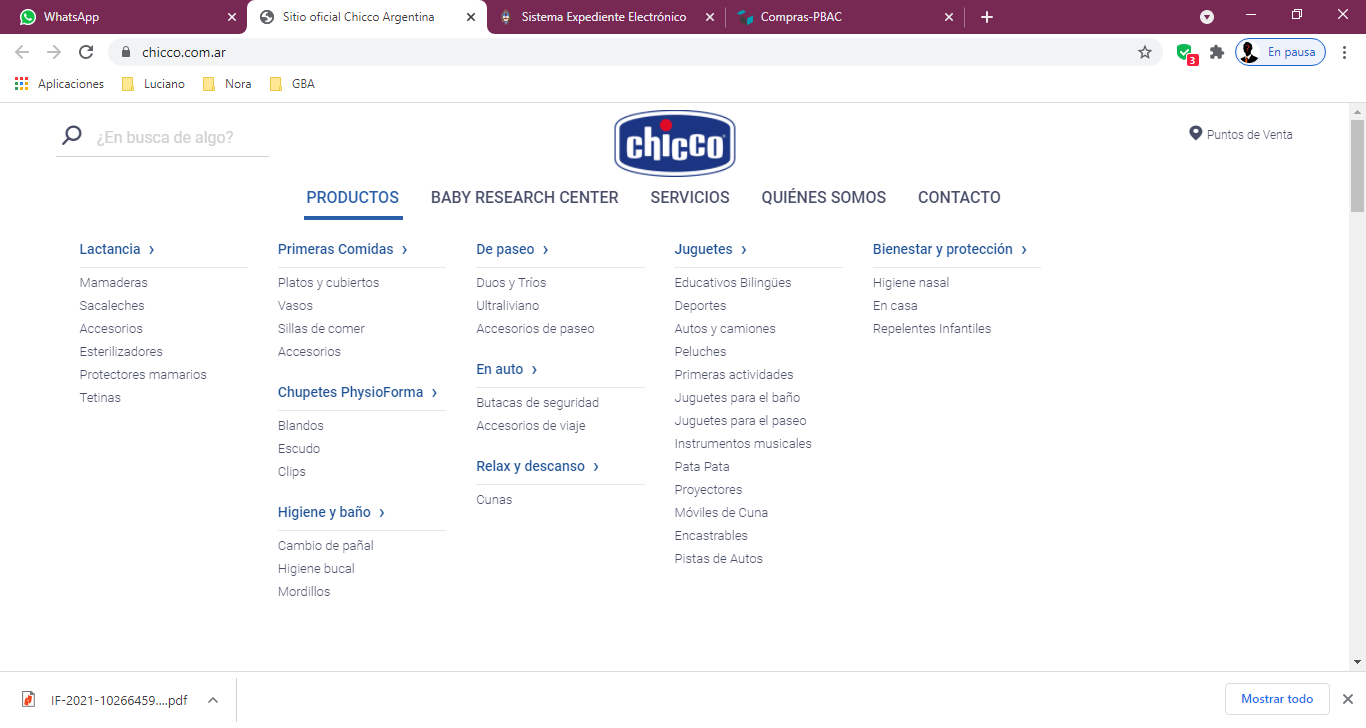 WhatsApp
Sitio oficial Chicco Argentina
Sistema Expediente Electrónico
Compras-PBAC
chicco.com.ar
3
En pausa
Aplicaciones
Luciano
Nora
GBA
¿En busca de algo?
chicco
Puntos de Venta
PRODUCTOS
BABY RESEARCH CENTER
SERVICIOS
QUIÉNES SOMOS
CONTACTO
Lactancia ›
Mamaderas
Sacaleches
Accesorios
Esterilizadores
Protectores mamarios
Tetinas
Primeras Comidas ›
Platos y cubiertos
Vasos
Sillas de comer
Accesorios
Chupetes PhysioForma ›
Blandos
Escudo
Clips
Higiene y baño ›
Cambio de pañal
Higiene bucal
Mordillos
De paseo ›
Duos y Tríos
Ultraliviano
Accesorios de paseo
En auto ›
Butacas de seguridad
Accesorios de viaje
Relax y descanso ›
Cunas
Juguetes ›
Educativos Bilingües
Deportes
Autos y camiones
Peluches
Primeras actividades
Juguetes para el baño
Juguetes para el paseo
Instrumentos musicales
Pata Pata
Proyectores
Móviles de Cuna
Encastrables
Pistas de Autos
Bienestar y protección ›
Higiene nasal
En casa
Repelentes Infantiles
IF-2021-10266459....pdf
Mostrar todo